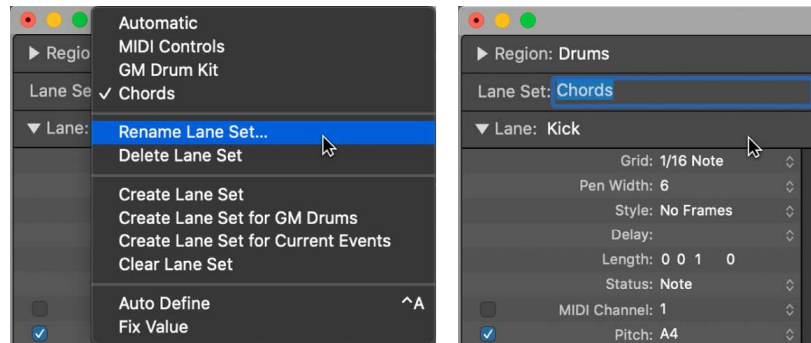 Automatic
MIDI Controls
GM Drum Kit
✓ Chords
Rename Lane Set...
Delete Lane Set
Create Lane Set
Create Lane Set for GM Drums
Create Lane Set for Current Events
Clear Lane Set
Auto Define ^A
Fix Value
▶ Regio
Lane Se
▼ Lane:
▶ Region: Drums
Lane Set: Chords
▼ Lane: Kick
Grid: 1/16 Note
Pen Width: 6
Style: No Frames
Delay:
Length: 0 0 1 0
Status: Note
MIDI Channel: 1
Pitch: A4